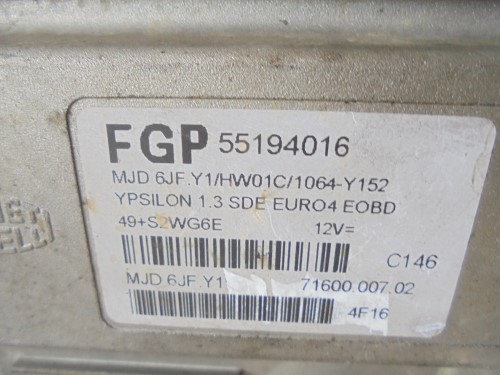 FGP 55194016
MJD 6JF.Y1/HW01C/1064-Y152
YPSILON 1.3 SDE EURO4 EOBD
49+S2WG6E 12V=
C146
MJD 6JF.Y1 71600.007.02
4F16